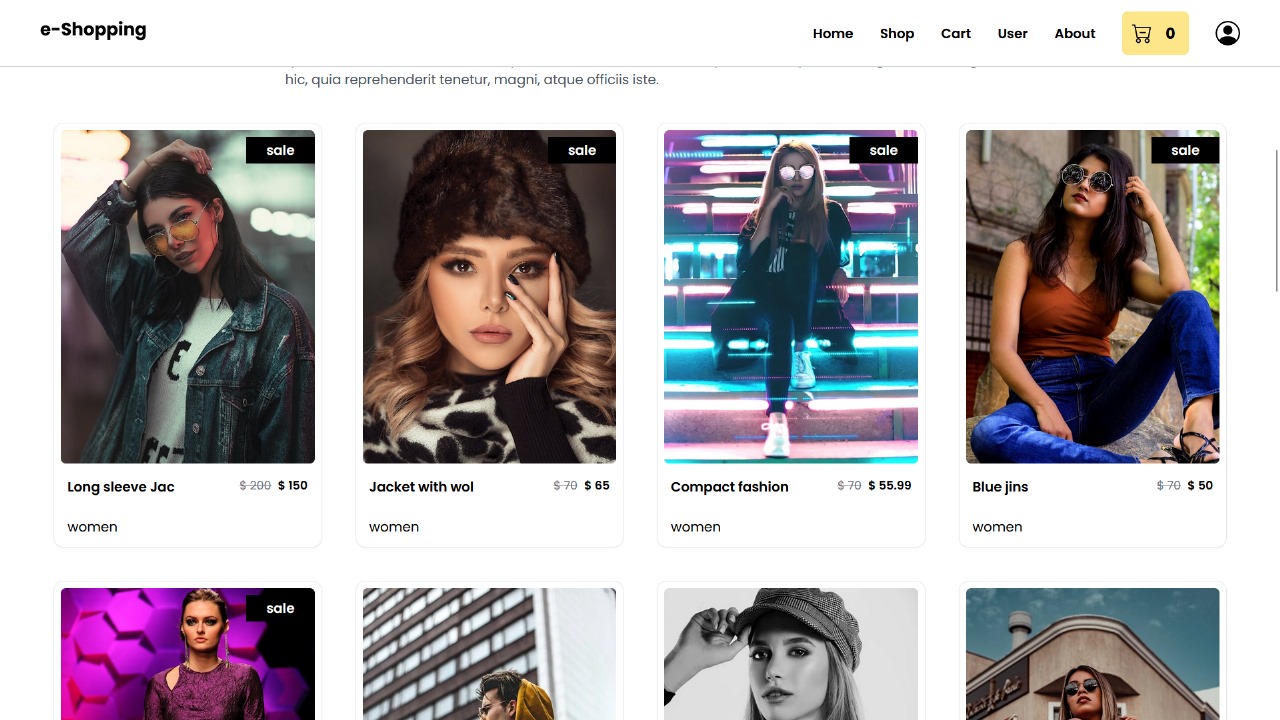 e-Shopping
Home Shop Cart User About 0
hic, quia reprehenderit tenetur, magni, atque officiis iste.
sale sale sale sale
Long sleeve Jac $ 200 $ 150
Jacket with wol $ 70 $ 65
Compact fashion $ 70 $ 55.99
Blue jins $ 70 $ 50
women women women women
sale